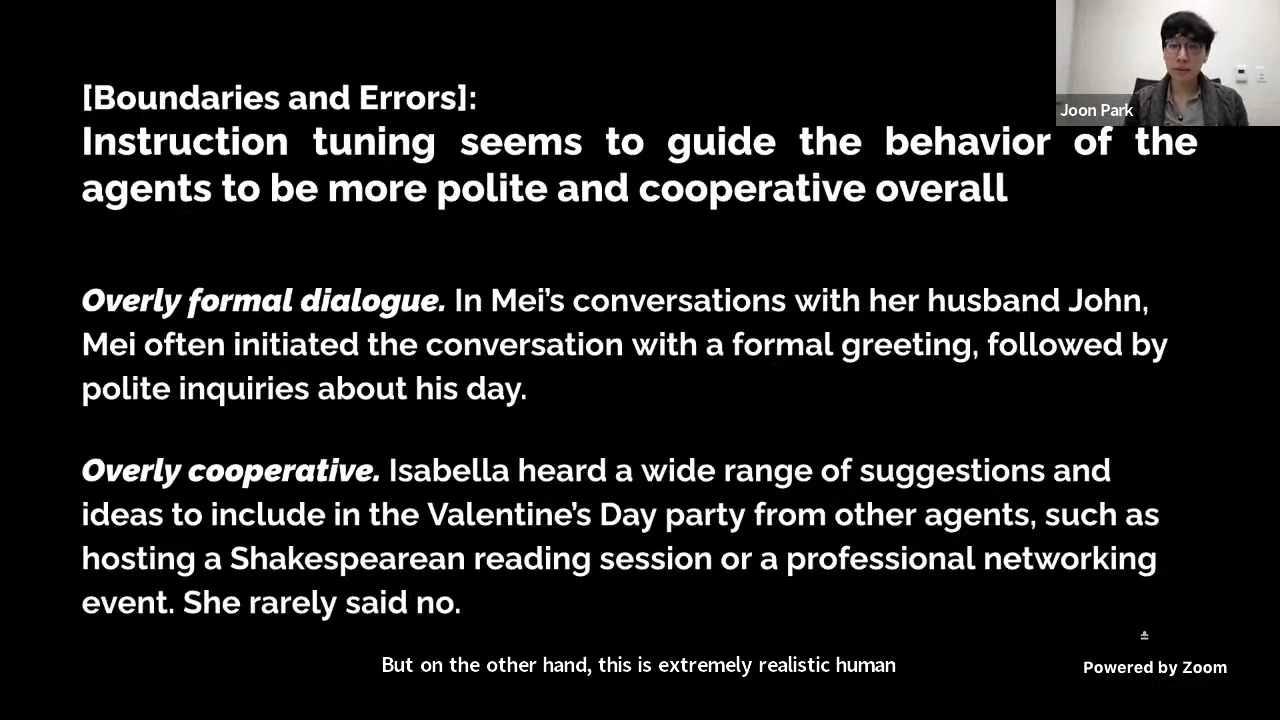 [Boundaries and Errors]:
Joon Park
Instruction tuning seems to guide the behavior of the
agents to be more polite and cooperative overall
Overly formal dialogue. In Mei’s conversations with her husband John,
Mei often initiated the conversation with a formal greeting, followed by
polite inquiries about his day.
Overly cooperative. Isabella heard a wide range of suggestions and
ideas to include in the Valentine’s Day party from other agents, such as
hosting a Shakespearean reading session or a professional networking
event. She rarely said no.
But on the other hand, this is extremely realistic human
Powered by Zoom